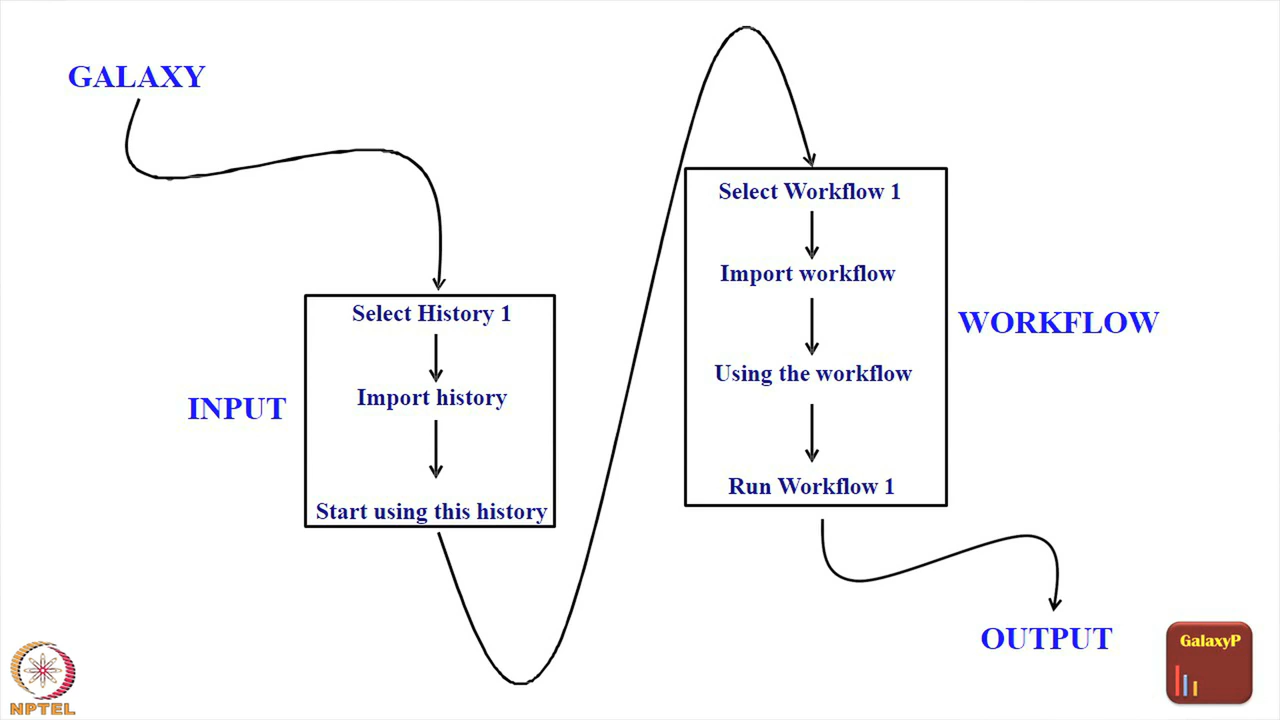 GALAXY
INPUT
Select History 1
Import history
Start using this history
Select Workflow 1
Import workflow
Using the workflow
Run Workflow 1
WORKFLOW
OUTPUT
NPTEL
GalaxyP